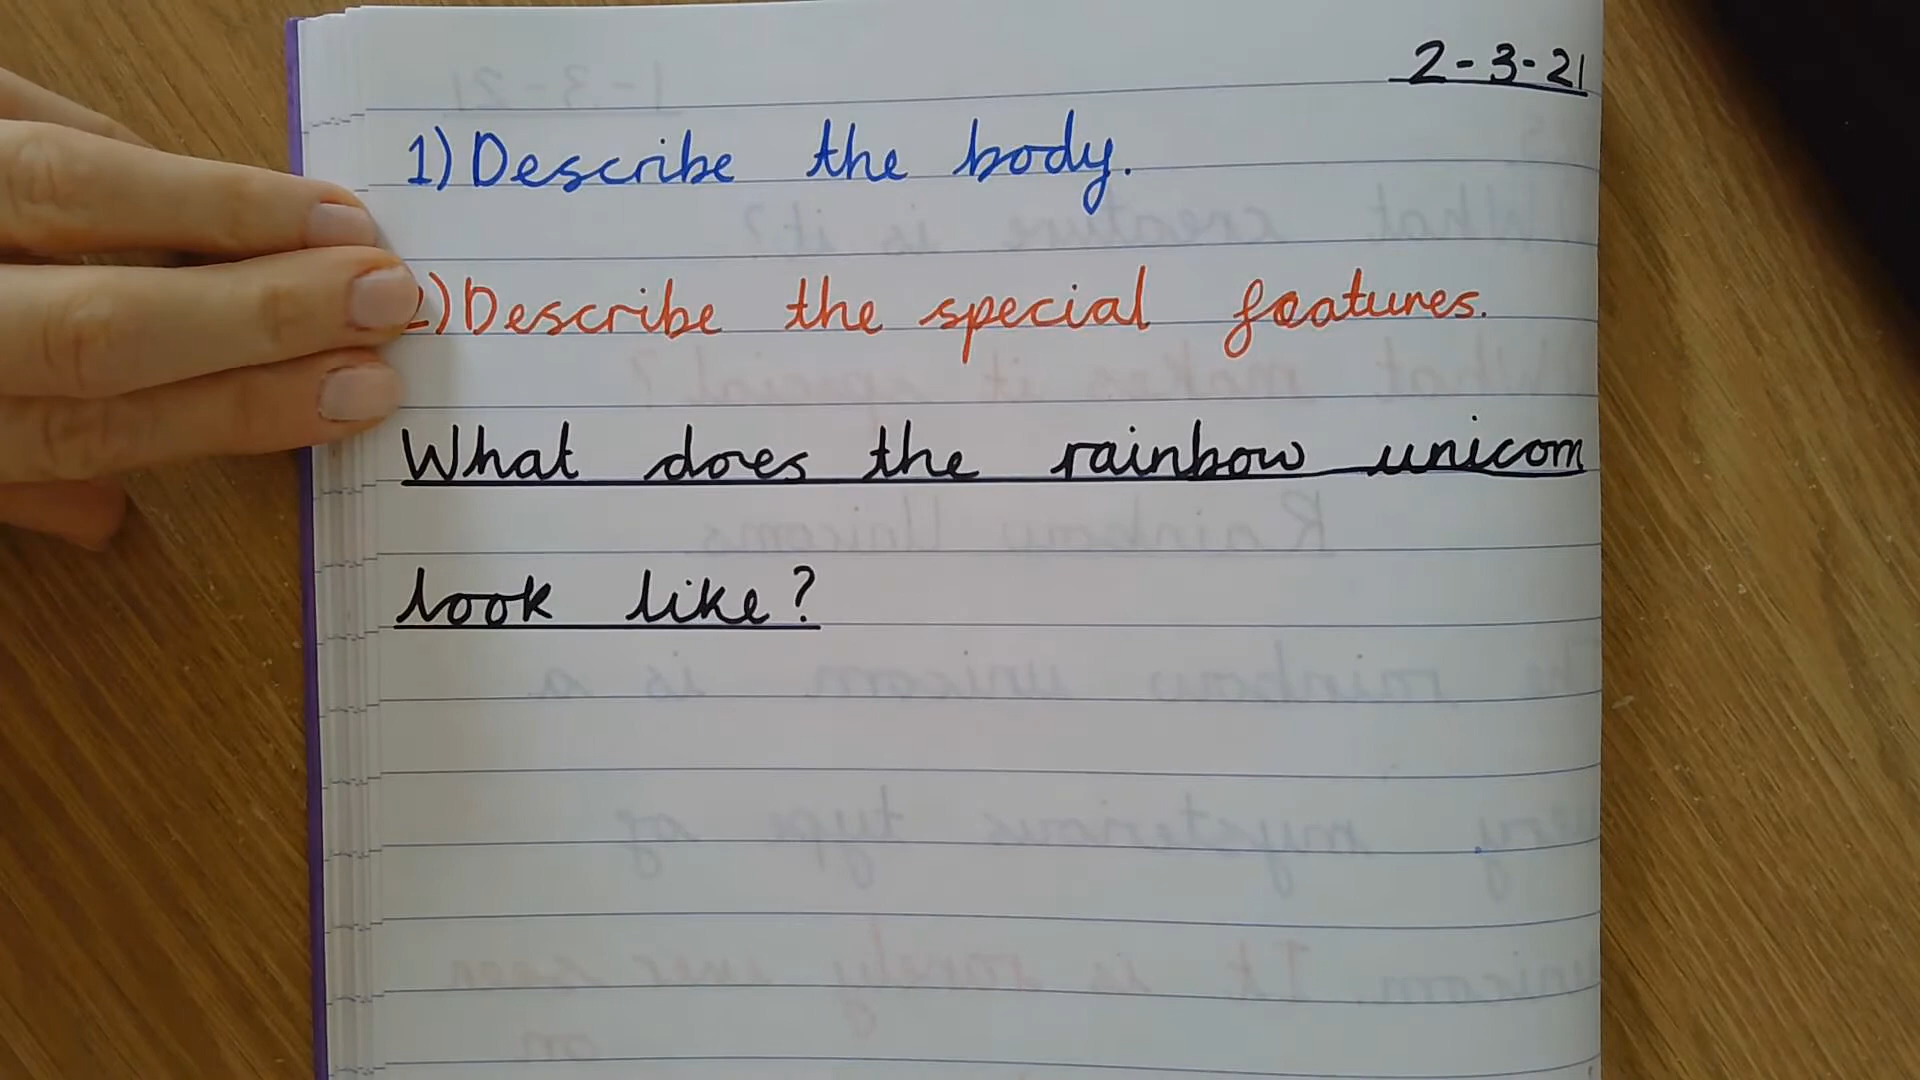 2-3-21
1) Describe the body.
2) Describe the special features.
What does the rainbow unicorn
look like?